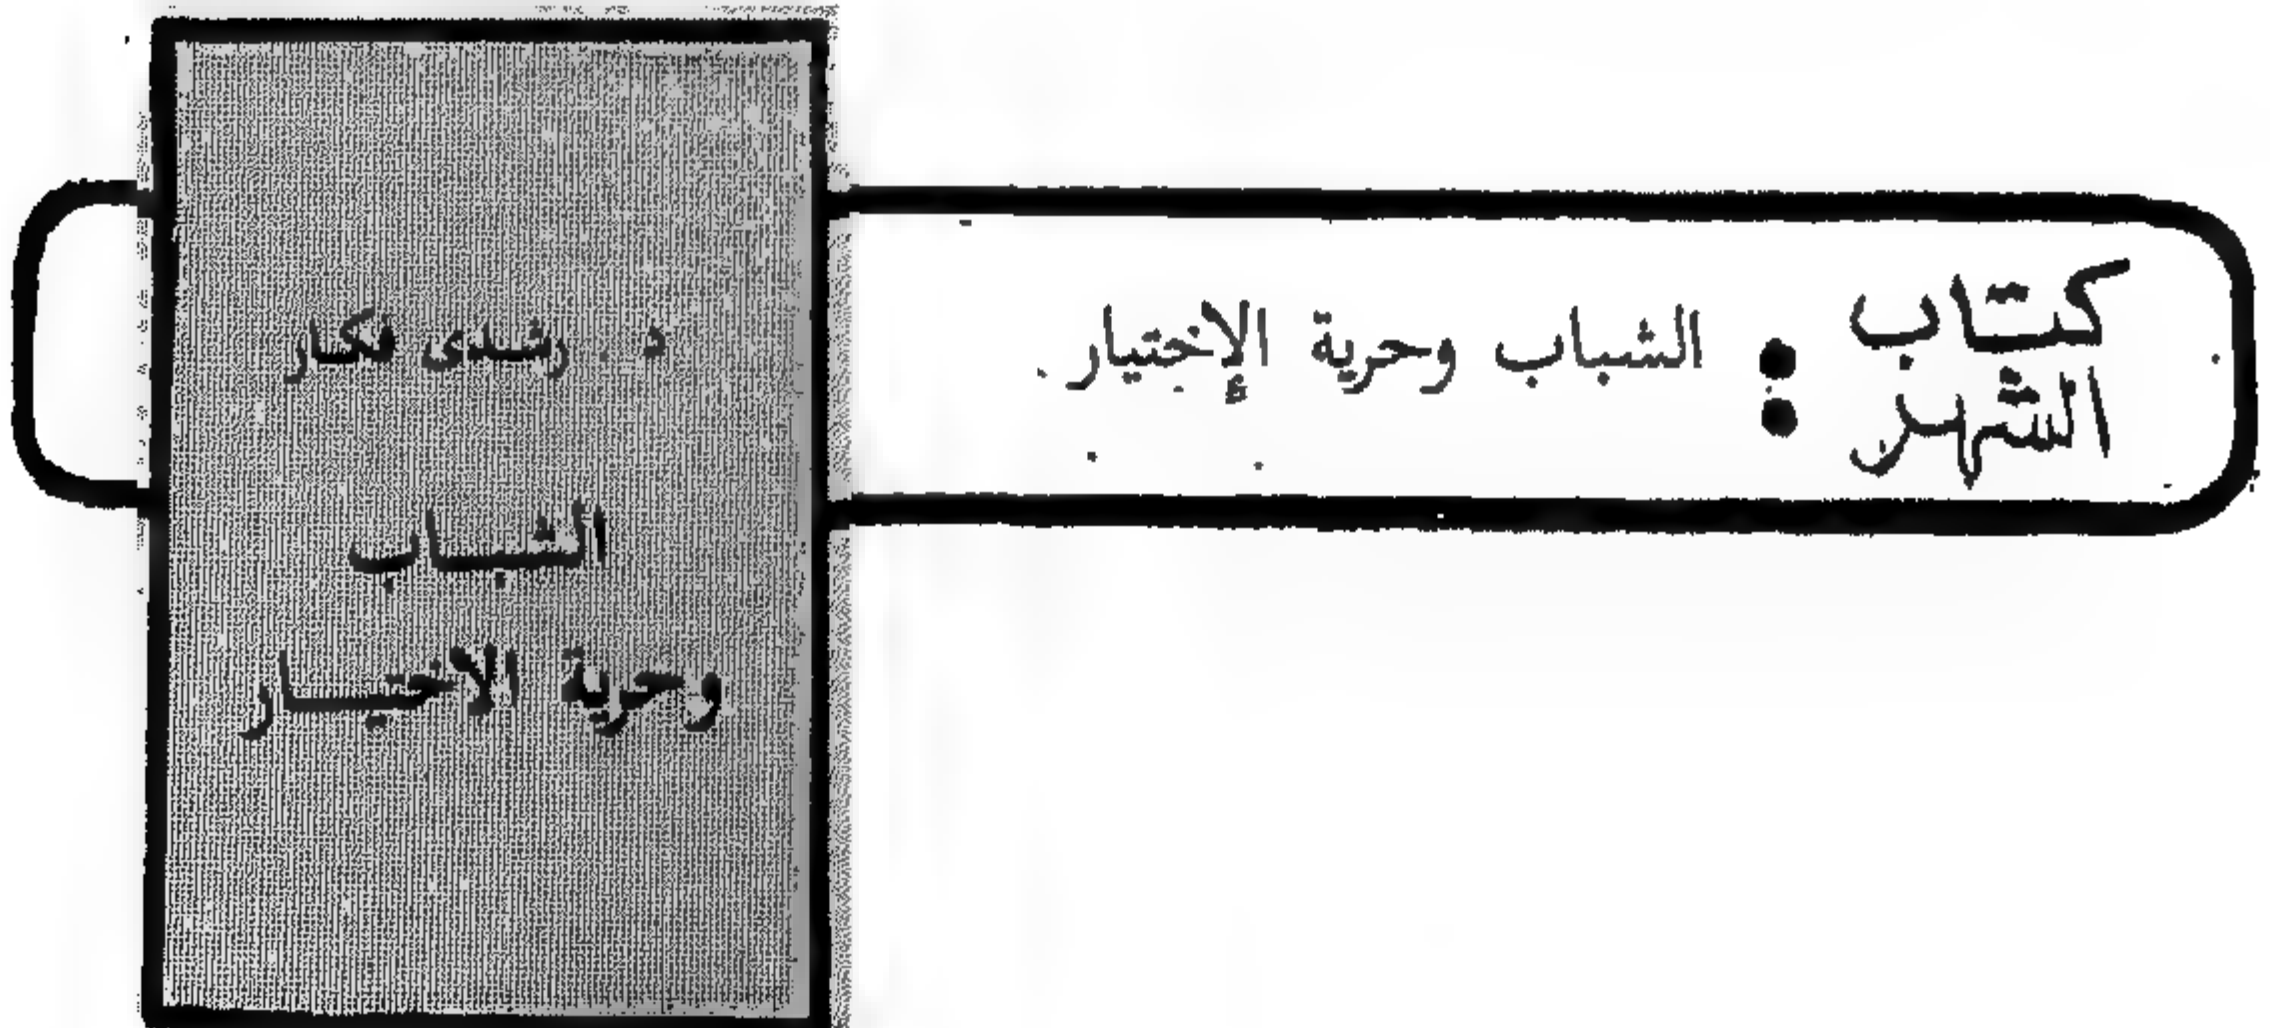 كتاب
الشهر
: الشباب وحرية الإختيار .
د . رشدى فكار
الشباب
وحرية الاختيار